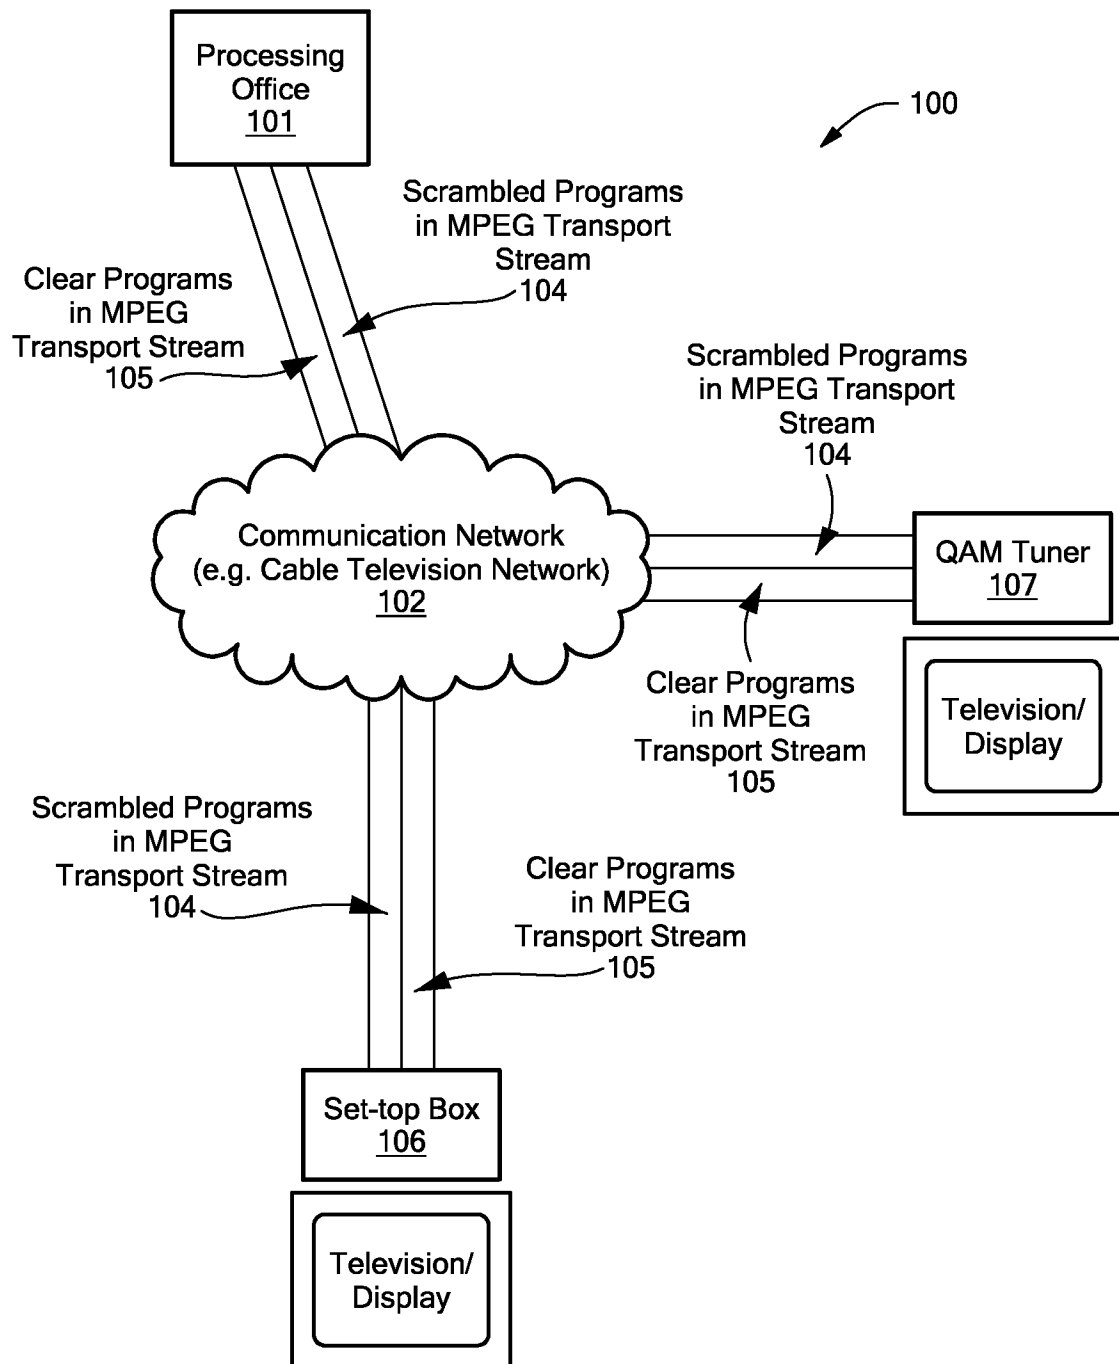 Processing
Office
101
100
Scrambled Programs
in MPEG Transport
Stream
104
Clear Programs
in MPEG
Transport Stream
105
Scrambled Programs
in MPEG Transport
Stream
104
Communication Network
(e.g. Cable Television Network)
102
QAM Tuner
107
Clear Programs
in MPEG
Transport Stream
105
Television/
Display
Scrambled Programs
in MPEG
Transport Stream
104
Clear Programs
in MPEG
Transport Stream
105
Set-top Box
106
Television/
Display